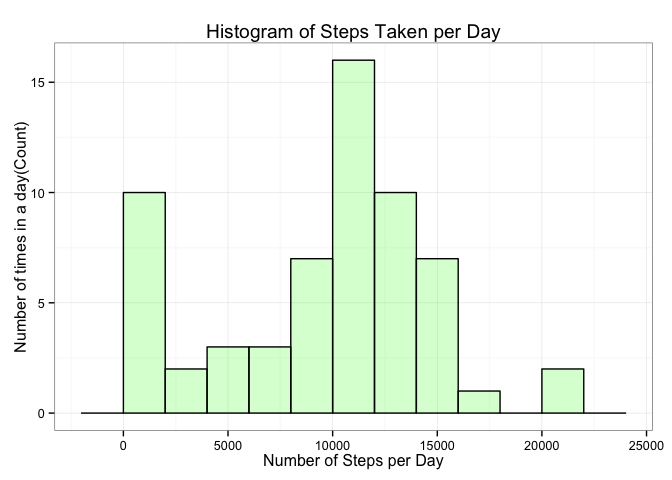 Histogram of Steps Taken per Day
Number of times in a day(Count)
15
10
5
0
0 5000 10000 15000 20000 25000
Number of Steps per Day